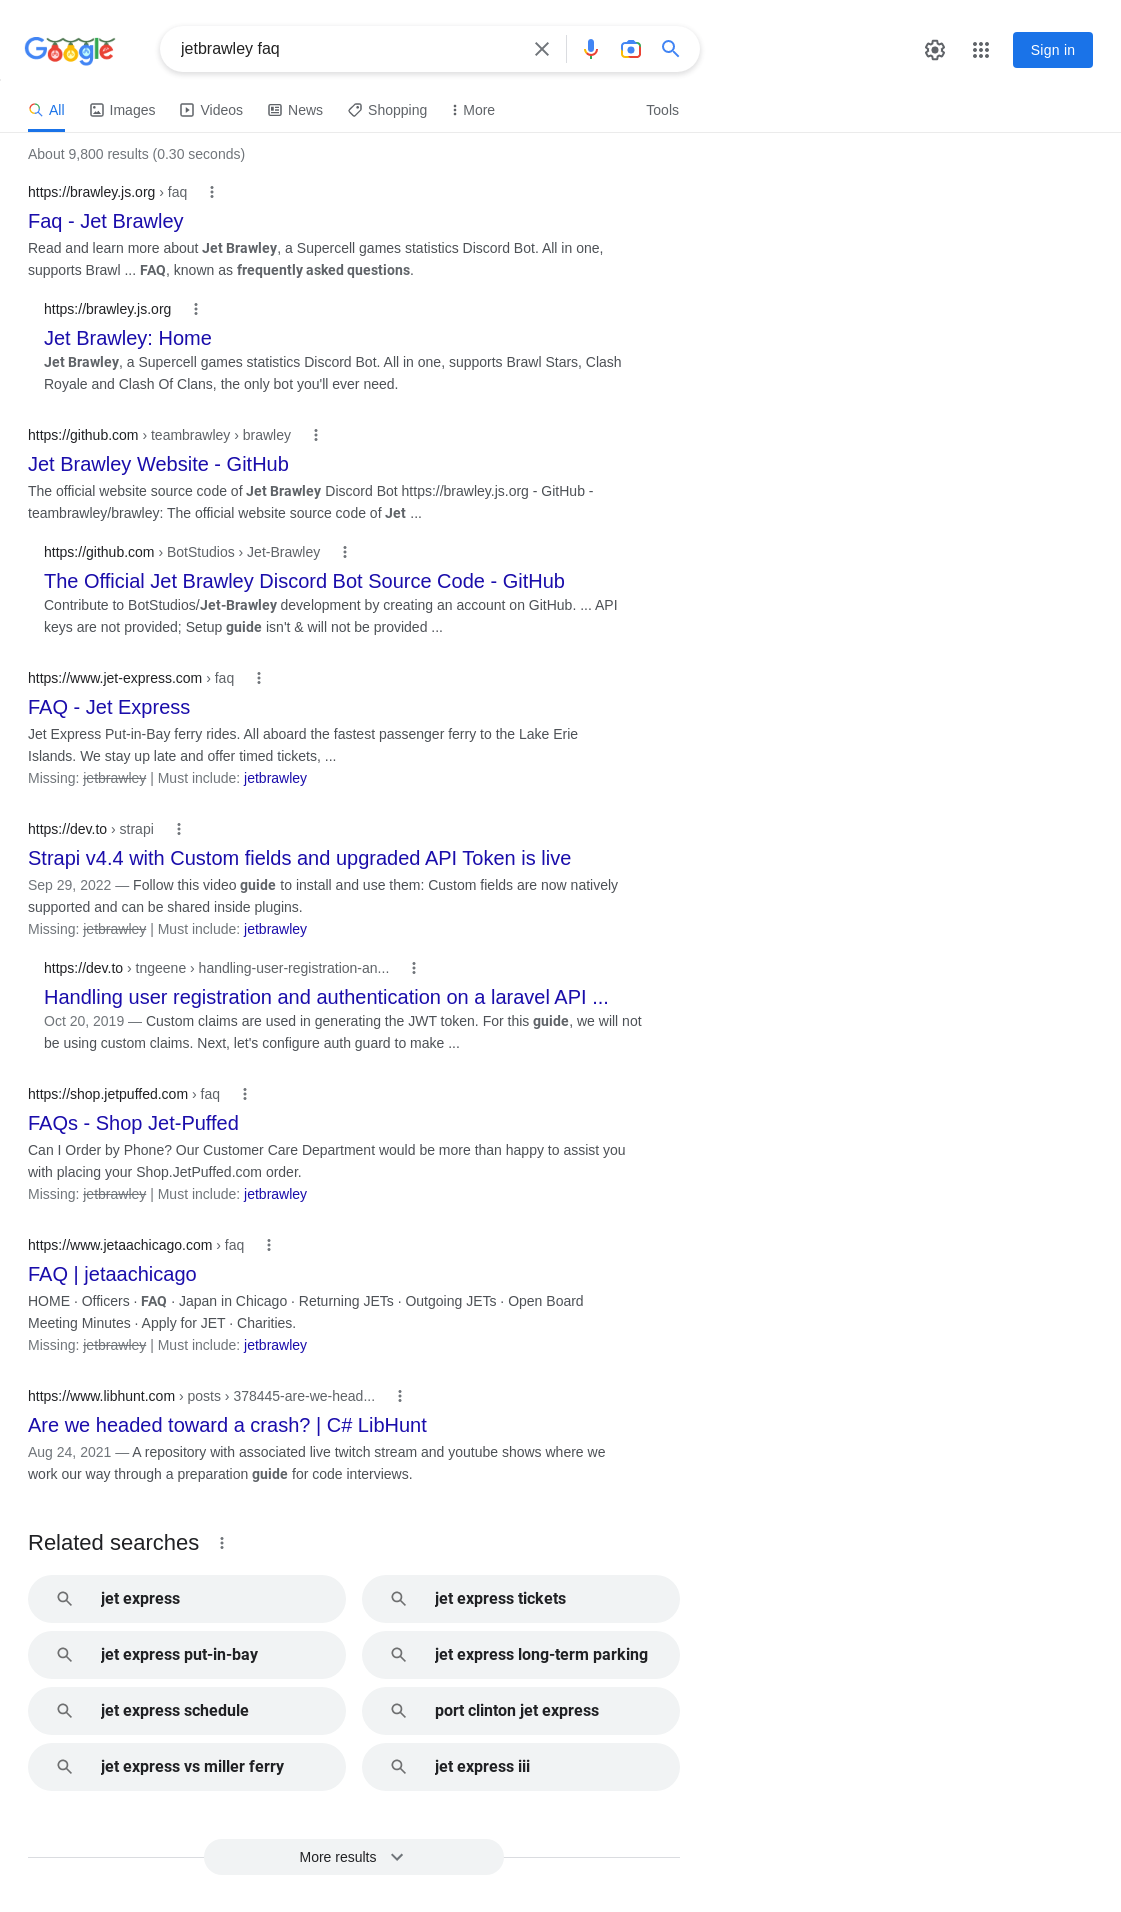 Google
jetbrawley faq
Sign in
All
Images
Videos
News
Shopping
More
Tools
About 9,800 results (0.30 seconds)
https://brawley.js.org › faq
Faq - Jet Brawley
Read and learn more about Jet Brawley, a Supercell games statistics Discord Bot. All in one,
supports Brawl ... FAQ, known as frequently asked questions.
https://brawley.js.org
Jet Brawley: Home
Jet Brawley, a Supercell games statistics Discord Bot. All in one, supports Brawl Stars, Clash
Royale and Clash Of Clans, the only bot you'll ever need.
https://github.com › teambrawley › brawley
Jet Brawley Website - GitHub
The official website source code of Jet Brawley Discord Bot https://brawley.js.org - GitHub -
teambrawley/brawley: The official website source code of Jet ...
https://github.com › BotStudios › Jet-Brawley
The Official Jet Brawley Discord Bot Source Code - GitHub
Contribute to BotStudios/Jet-Brawley development by creating an account on GitHub. ... API
keys are not provided; Setup guide isn't & will not be provided ...
https://www.jet-express.com › faq
FAQ - Jet Express
Jet Express Put-in-Bay ferry rides. All aboard the fastest passenger ferry to the Lake Erie
Islands. We stay up late and offer timed tickets, ...
Missing: jetbrawley | Must include: jetbrawley
https://dev.to › strapi
Strapi v4.4 with Custom fields and upgraded API Token is live
Sep 29, 2022 — Follow this video guide to install and use them: Custom fields are now natively
supported and can be shared inside plugins.
Missing: jetbrawley | Must include: jetbrawley
https://dev.to › tngeene › handling-user-registration-an...
Handling user registration and authentication on a laravel API ...
Oct 20, 2019 — Custom claims are used in generating the JWT token. For this guide, we will not
be using custom claims. Next, let's configure auth guard to make ...
https://shop.jetpuffed.com › faq
FAQs - Shop Jet-Puffed
Can I Order by Phone? Our Customer Care Department would be more than happy to assist you
with placing your Shop.JetPuffed.com order.
Missing: jetbrawley | Must include: jetbrawley
https://www.jetaachicago.com › faq
FAQ | jetaachicago
HOME · Officers · FAQ · Japan in Chicago · Returning JETs · Outgoing JETs · Open Board
Meeting Minutes · Apply for JET · Charities.
Missing: jetbrawley | Must include: jetbrawley
https://www.libhunt.com › posts › 378445-are-we-head...
Are we headed toward a crash? | C# LibHunt
Aug 24, 2021 — A repository with associated live twitch stream and youtube shows where we
work our way through a preparation guide for code interviews.
Related searches
jet express
jet express tickets
jet express put-in-bay
jet express long-term parking
jet express schedule
port clinton jet express
jet express vs miller ferry
jet express iii
More results